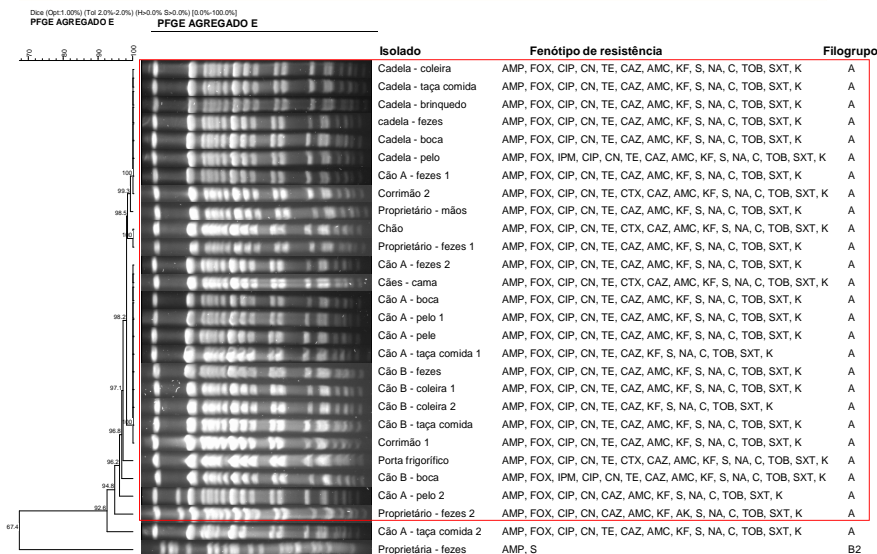 Dice (Opt:1.00%) (Tol 2.0%-2.0%) (H>0.0% S>0.0%) [0.0%-100.0%]
PFGE AGREGADO E PFGE AGREGADO E
70 80 90 100
Isolado Fenótipo de resistência Filogrupo
Cadela - coleira AMP, FOX, CIP, CN, TE, CAZ, AMC, KF, S, NA, C, TOB, SXT, K A
Cadela - taça comida AMP, FOX, CIP, CN, TE, CAZ, AMC, KF, S, NA, C, TOB, SXT, K A
Cadela - brinquedo AMP, FOX, CIP, CN, TE, CAZ, AMC, KF, S, NA, C, TOB, SXT, K A
cadela - fezes AMP, FOX, CIP, CN, TE, CAZ, AMC, KF, S, NA, C, TOB, SXT, K A
Cadela - boca AMP, FOX, CIP, CN, TE, CAZ, AMC, KF, S, NA, C, TOB, SXT, K A
Cadela - pelo AMP, FOX, IPM, CIP, CN, TE, CAZ, AMC, KF, S, NA, C, TOB, SXT, K A
100 Cão A - fezes 1 AMP, FOX, CIP, CN, TE, CAZ, AMC, KF, S, NA, C, TOB, SXT, K A
Corrimão 2 AMP, FOX, CIP, CN, TE, CTX, CAZ, AMC, KF, S, NA, C, TOB, SXT, K A
98.5 Proprietário - mãos AMP, FOX, CIP, CN, TE, CAZ, AMC, KF, S, NA, C, TOB, SXT, K A
Chão AMP, FOX, CIP, CN, TE, CTX, CAZ, AMC, KF, S, NA, C, TOB, SXT, K A
100 Proprietário - fezes 1 AMP, FOX, CIP, CN, TE, CAZ, AMC, KF, S, NA, C, TOB, SXT, K A
Cão A - fezes 2 AMP, FOX, CIP, CN, TE, CAZ, AMC, KF, S, NA, C, TOB, SXT, K A
Cães - cama AMP, FOX, CIP, CN, TE, CTX, CAZ, AMC, KF, S, NA, C, TOB, SXT, K A
Cão A - boca AMP, FOX, CIP, CN, TE, CAZ, AMC, KF, S, NA, C, TOB, SXT, K A
98.2 Cão A - pelo 1 AMP, FOX, CIP, CN, TE, CAZ, AMC, KF, S, NA, C, TOB, SXT, K A
Cão A - pele AMP, FOX, CIP, CN, TE, CAZ, AMC, KF, S, NA, C, TOB, SXT, K A
Cão A - taça comida 1 AMP, FOX, CIP, CN, TE, CAZ, KF, S, NA, C, TOB, SXT, K A
Cão B - fezes AMP, FOX, CIP, CN, TE, CAZ, AMC, KF, S, NA, C, TOB, SXT, K A
97.1 Cão B - coleira 1 AMP, FOX, CIP, CN, TE, CAZ, AMC, KF, S, NA, C, TOB, SXT, K A
Cão B - coleira 2 AMP, FOX, CIP, CN, TE, CAZ, KF, S, NA, C, TOB, SXT, K A
100 Cão B - taça comida AMP, FOX, CIP, CN, TE, CAZ, AMC, KF, S, NA, C, TOB, SXT, K A
96.8 Corrimão 1 AMP, FOX, CIP, CN, TE, CAZ, AMC, KF, S, NA, C, TOB, SXT, K A
96.2 Porta frigorífico AMP, FOX, CIP, CN, TE, CTX, CAZ, AMC, KF, S, NA, C, TOB, SXT, K A
Cão B - boca AMP, FOX, IPM, CIP, CN, TE, CAZ, AMC, KF, S, NA, C, TOB, SXT, K A
94.8 Cão A - pelo 2 AMP, FOX, CIP, CN, CAZ, AMC, KF, S, NA, C, TOB, SXT, K A
92.6 Proprietário - fezes 2 AMP, FOX, CIP, CN, CAZ, AMC, KF, AK, S, NA, C, TOB, SXT, K A
67.4 Cão A - taça comida 2 AMP, FOX, CIP, CN, TE, CAZ, AMC, KF, S, NA, C, TOB, SXT, K A
Proprietária - fezes AMP, S B2